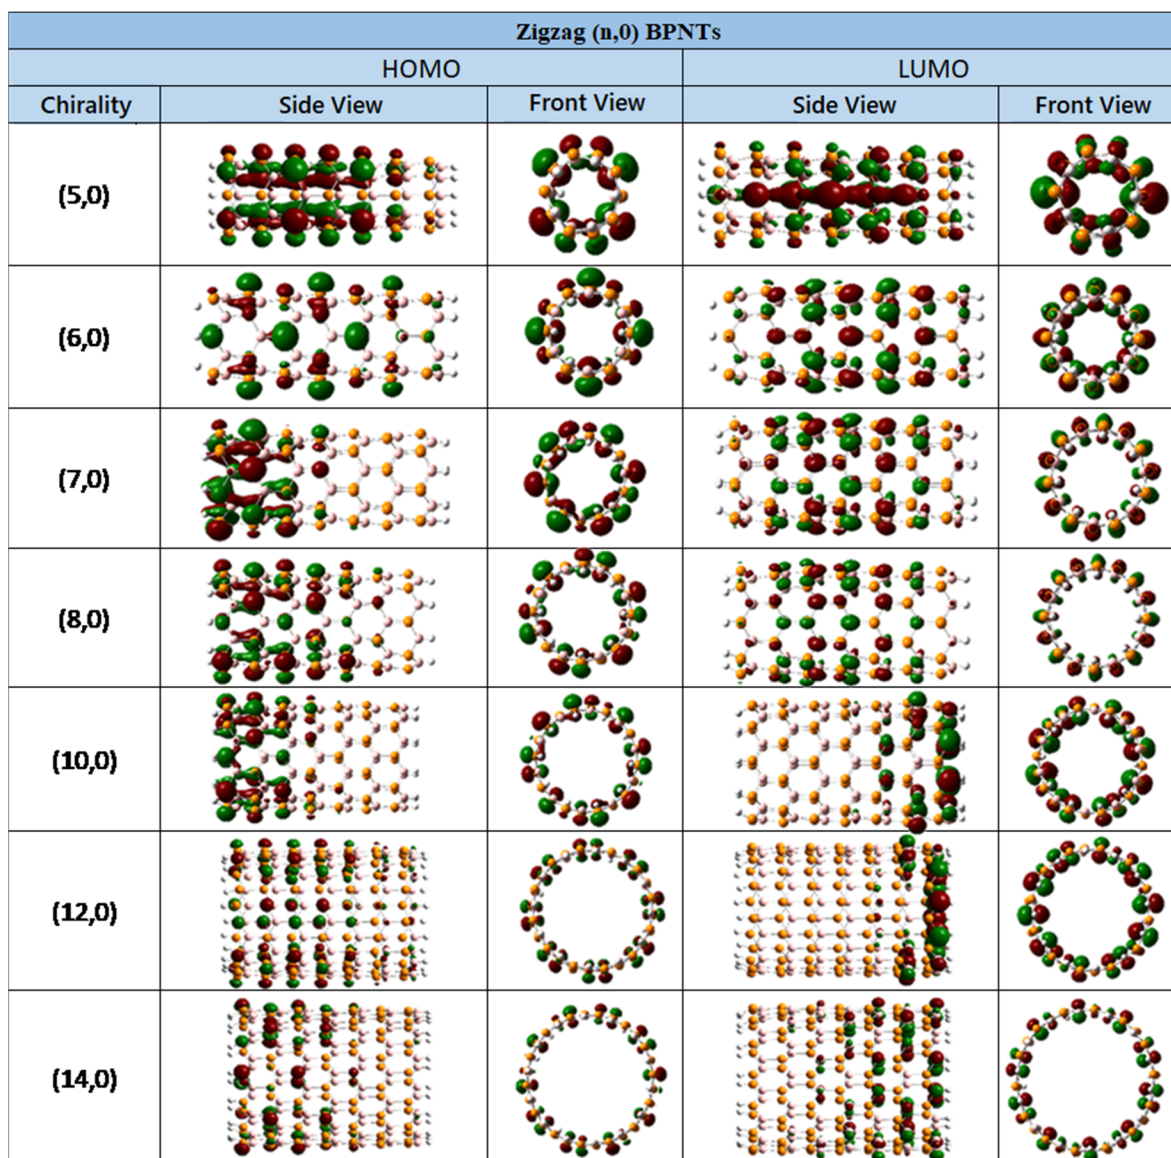 Zigzag (n,0) BPNTs
HOMO LUMO
Chirality Side View Front View Side View Front View
(5,0)
(6,0)
(7,0)
(8,0)
(10,0)
(12,0)
(14,0)